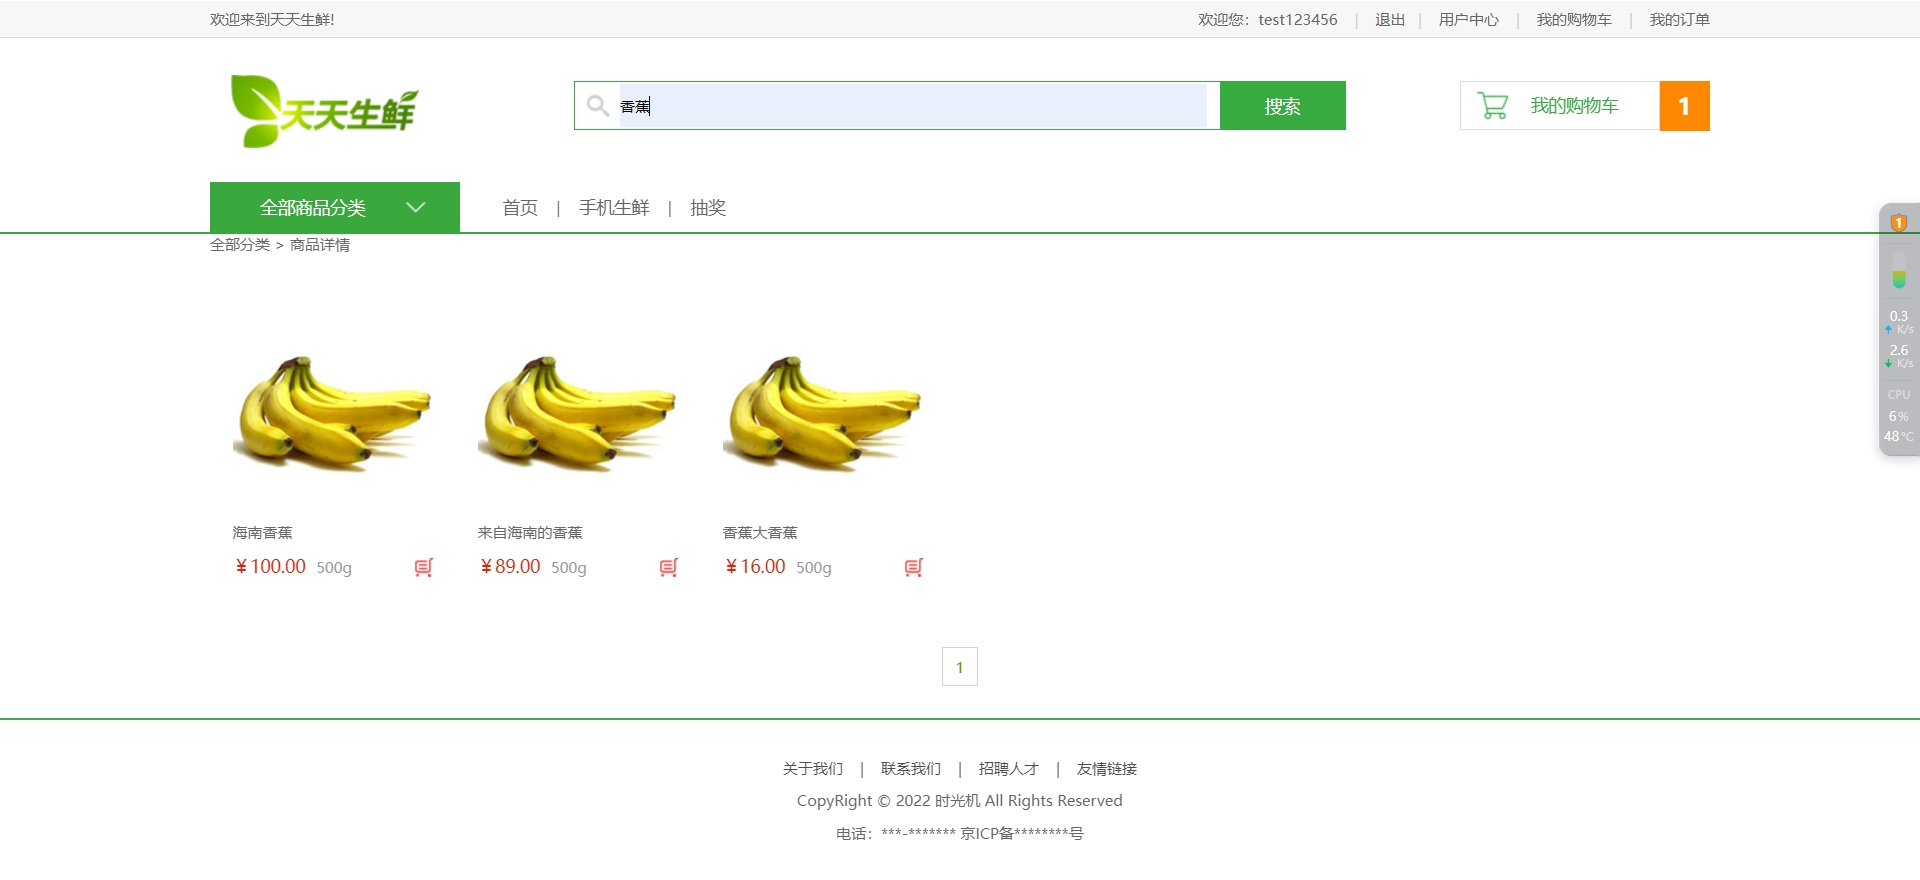 欢迎来到天天生鲜!
欢迎您：test123456 | 退出 | 用户中心 | 我的购物车 | 我的订单
天天生鲜
香蕉
搜索
我的购物车
1
全部商品分类
首页 | 手机生鲜 | 抽奖
全部分类 > 商品详情
1
0.3
K/s
2.6
K/s
CPU
6%
48°C
海南香蕉
￥100.00 500g
来自海南的香蕉
￥89.00 500g
香蕉大香蕉
￥16.00 500g
1
关于我们 | 联系我们 | 招聘人才 | 友情链接
CopyRight © 2022 时光机 All Rights Reserved
电话：***-******* 京ICP备********号